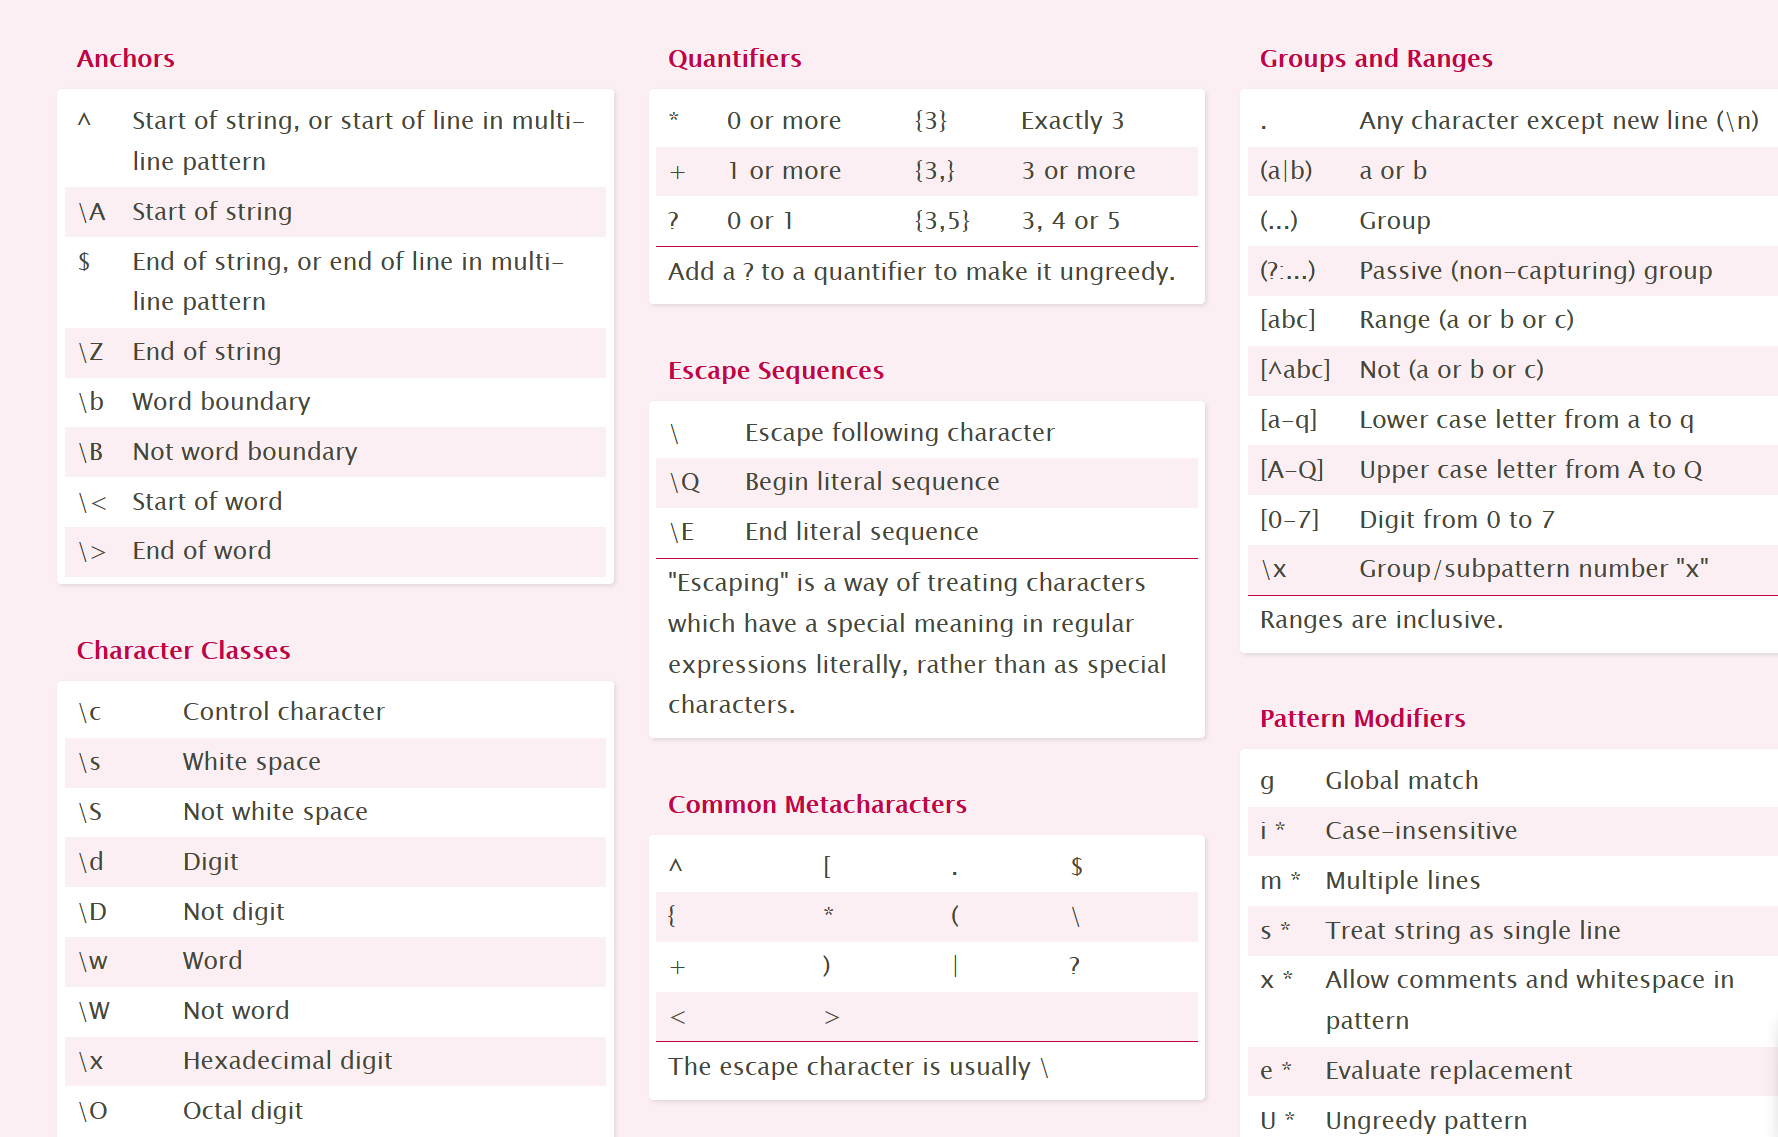 Anchors
^ Start of string, or start of line in multi-
line pattern
\A Start of string
$ End of string, or end of line in multi-
line pattern
\Z End of string
\b Word boundary
\B Not word boundary
\< Start of word
\> End of word
Character Classes
\c Control character
\s White space
\S Not white space
\d Digit
\D Not digit
\w Word
\W Not word
\x Hexadecimal digit
\O Octal digit
Quantifiers
* 0 or more {3} Exactly 3
+ 1 or more {3,} 3 or more
? 0 or 1 {3,5} 3, 4 or 5
Add a ? to a quantifier to make it ungreedy.
Escape Sequences
\ Escape following character
\Q Begin literal sequence
\E End literal sequence
"Escaping" is a way of treating characters
which have a special meaning in regular
expressions literally, rather than as special
characters.
Common Metacharacters
^ [ . $
{ * ( \
+ ) | ?
< >
The escape character is usually \
Groups and Ranges
. Any character except new line (\n)
(a|b) a or b
(...) Group
(?:...) Passive (non-capturing) group
[abc] Range (a or b or c)
[^abc] Not (a or b or c)
[a-q] Lower case letter from a to q
[A-Q] Upper case letter from A to Q
[0-7] Digit from 0 to 7
\x Group/subpattern number "x"
Ranges are inclusive.
Pattern Modifiers
g Global match
i * Case-insensitive
m * Multiple lines
s * Treat string as single line
x * Allow comments and whitespace in
pattern
e * Evaluate replacement
U * Ungreedy pattern